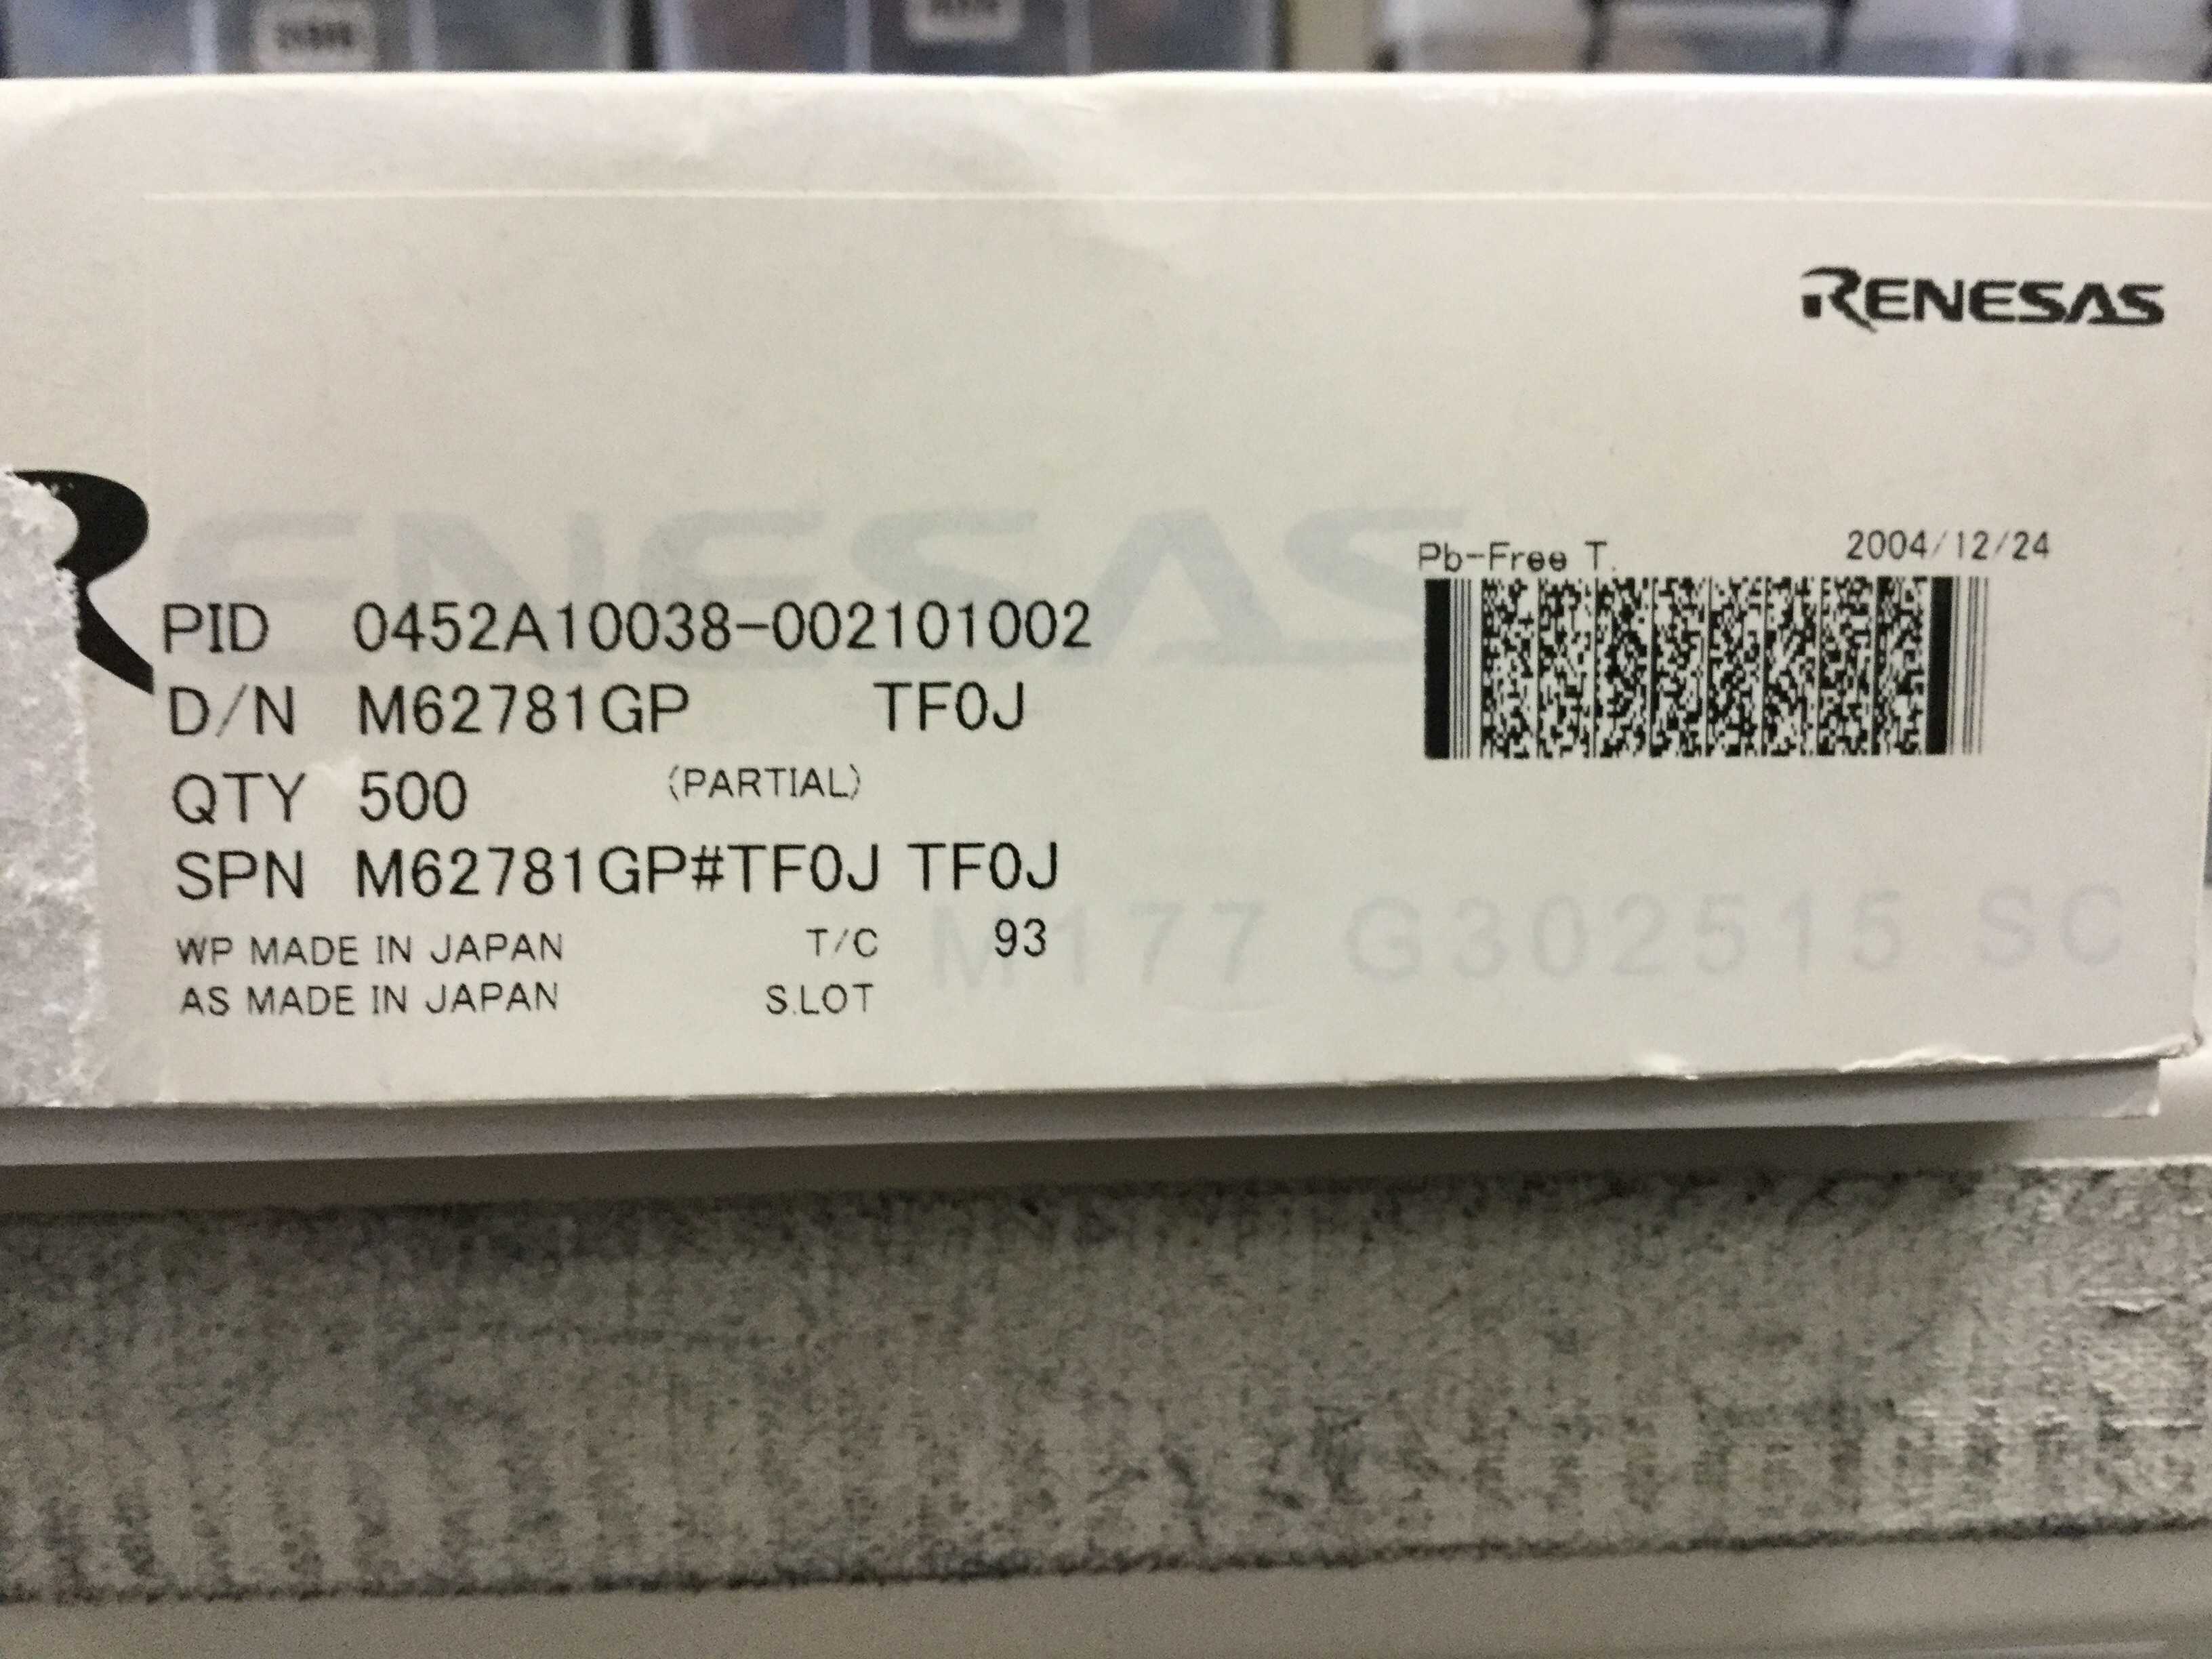 RENESAS
RENESAS
Pb-Free T. 2004/12/24
PID 0452A10038-002101002
D/N M62781GP TF0J
QTY 500 (PARTIAL)
SPN M62781GP#TF0J TF0J
WP MADE IN JAPAN T/C 93
M177 G302515 SC
AS MADE IN JAPAN S.LOT